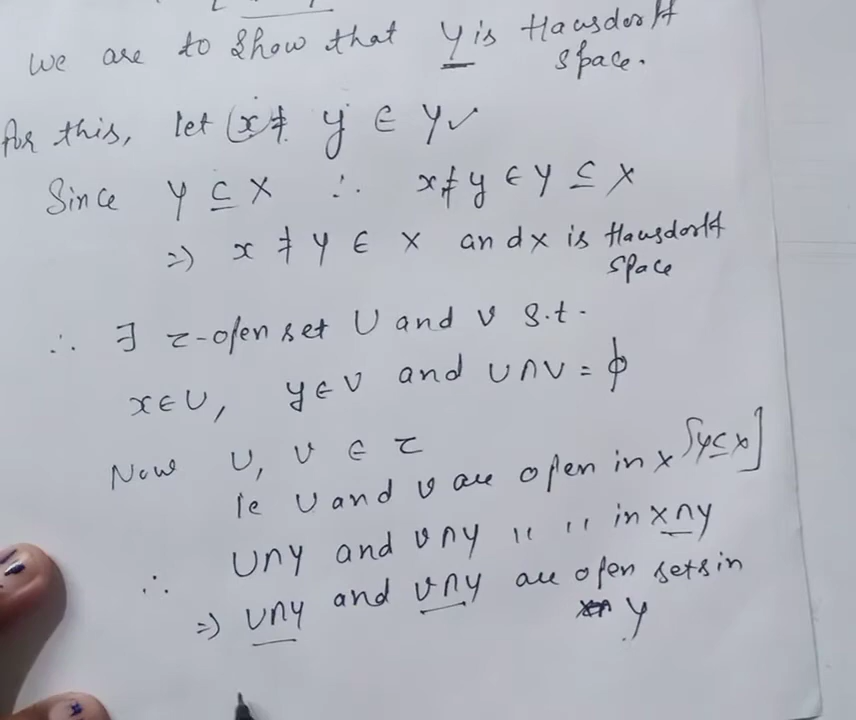 We are to show that Y is Hausdorff
space.
For this, let x ≠ y ∈ Y ✓
Since Y ⊆ X ∴ x ≠ y ∈ Y ⊆ X
⇒ x ≠ y ∈ X and X is Hausdorff
space
∴ ∃ τ-open set U and V s.t.
x ∈ U, y ∈ V and U ∩ V = ϕ
Now U, V ∈ τ
ie U and V are open in X [Y ⊆ X]
∴ U∩Y and V∩Y " " in X∩Y
⇒ U∩Y and V∩Y are open sets in
Y